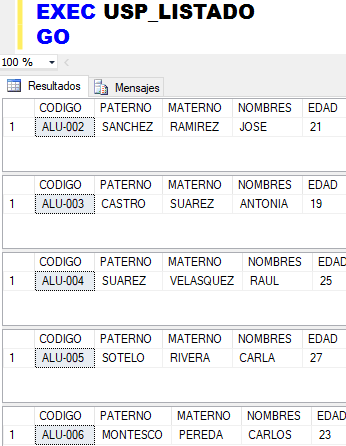 EXEC USP_LISTADO
GO
100 %
Resultados Mensajes
CODIGO PATERNO MATERNO NOMBRES EDAD
1 ALU-002 SANCHEZ RAMIREZ JOSE 21
CODIGO PATERNO MATERNO NOMBRES EDAD
1 ALU-003 CASTRO SUAREZ ANTONIA 19
CODIGO PATERNO MATERNO NOMBRES EDAD
1 ALU-004 SUAREZ VELASQUEZ RAUL 25
CODIGO PATERNO MATERNO NOMBRES EDAD
1 ALU-005 SOTELO RIVERA CARLA 27
CODIGO PATERNO MATERNO NOMBRES EDAD
1 ALU-006 MONTESCO PEREDA CARLOS 23